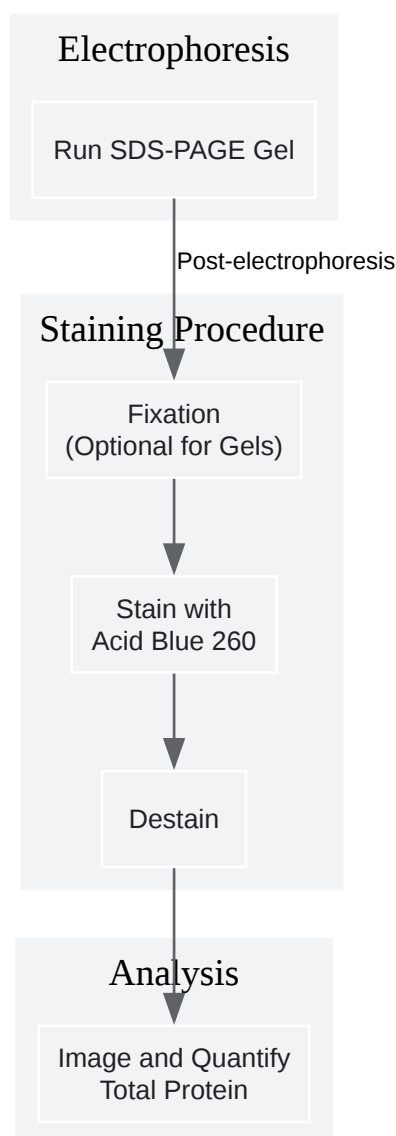 Electrophoresis
Run SDS-PAGE Gel
Post-electrophoresis
Staining Procedure
Fixation
(Optional for Gels)
Stain with
Acid Blue 260
Destain
Analysis
Image and Quantify
Total Protein